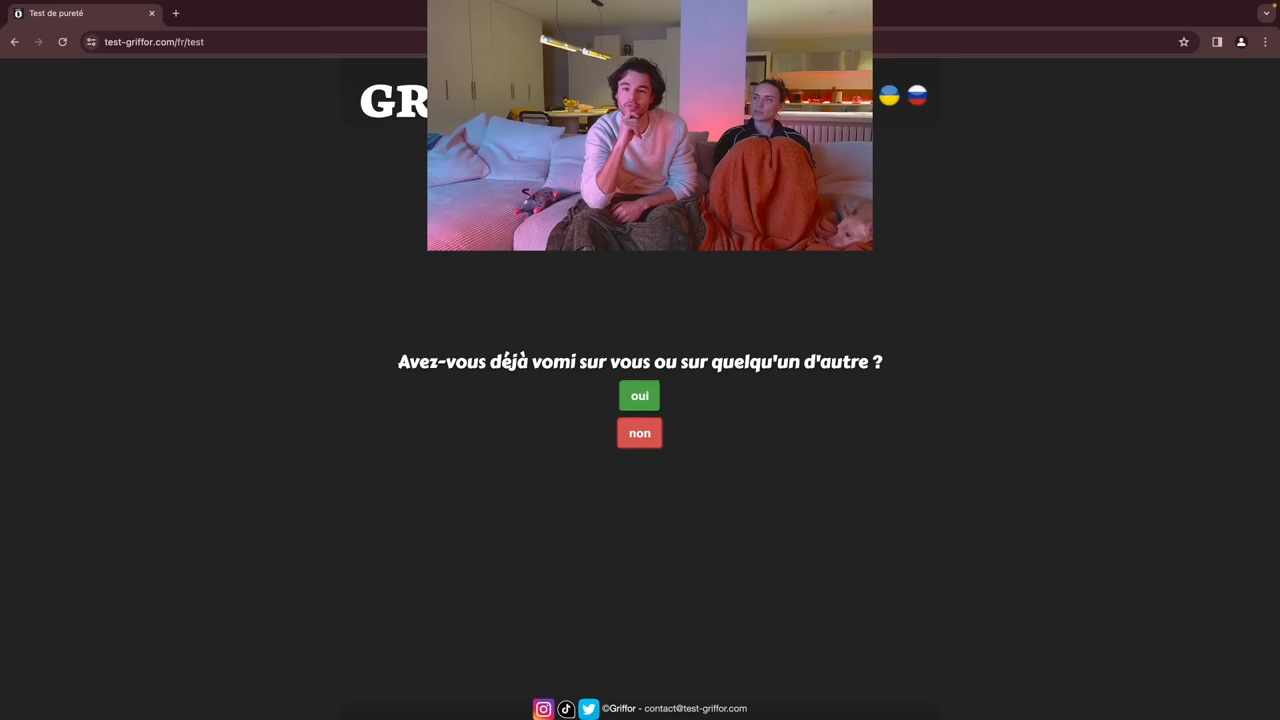 Test de pureté
test-griffor.com/fr/test
GR
Avez-vous déjà vomi sur vous ou sur quelqu'un d'autre ?
oui
non
©Griffor - contact@test-griffor.com